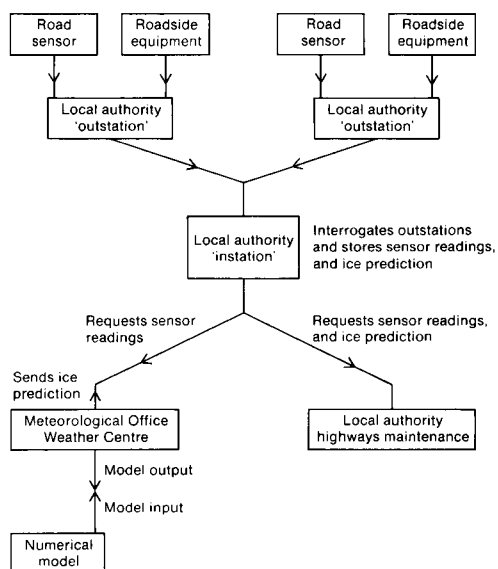 Road
sensor
Roadside
equipment
Road
sensor
Roadside
equipment
Local authority
'outstation'
Local authority
'outstation'
Local authority
'instation'
Interrogates outstations
and stores sensor readings,
and ice prediction
Requests sensor
readings
Requests sensor readings,
and ice prediction
Sends ice
prediction
Meteorological Office
Weather Centre
Local authority
highways maintenance
Model output
Model input
Numerical
model